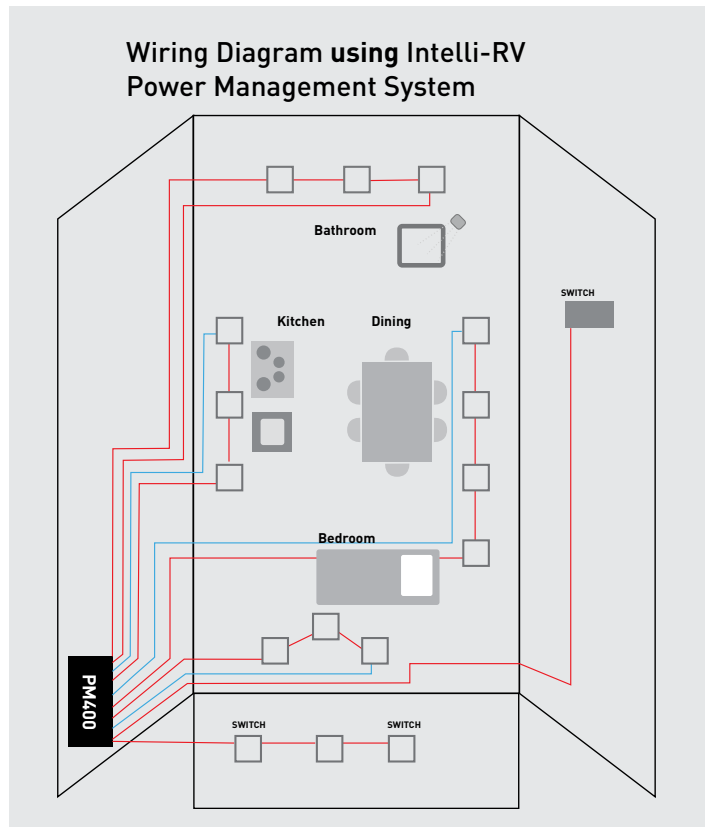 Wiring Diagram using Intelli-RV
Power Management System
Bathroom
SWITCH
Kitchen
Dining
Bedroom
PM400
SWITCH
SWITCH